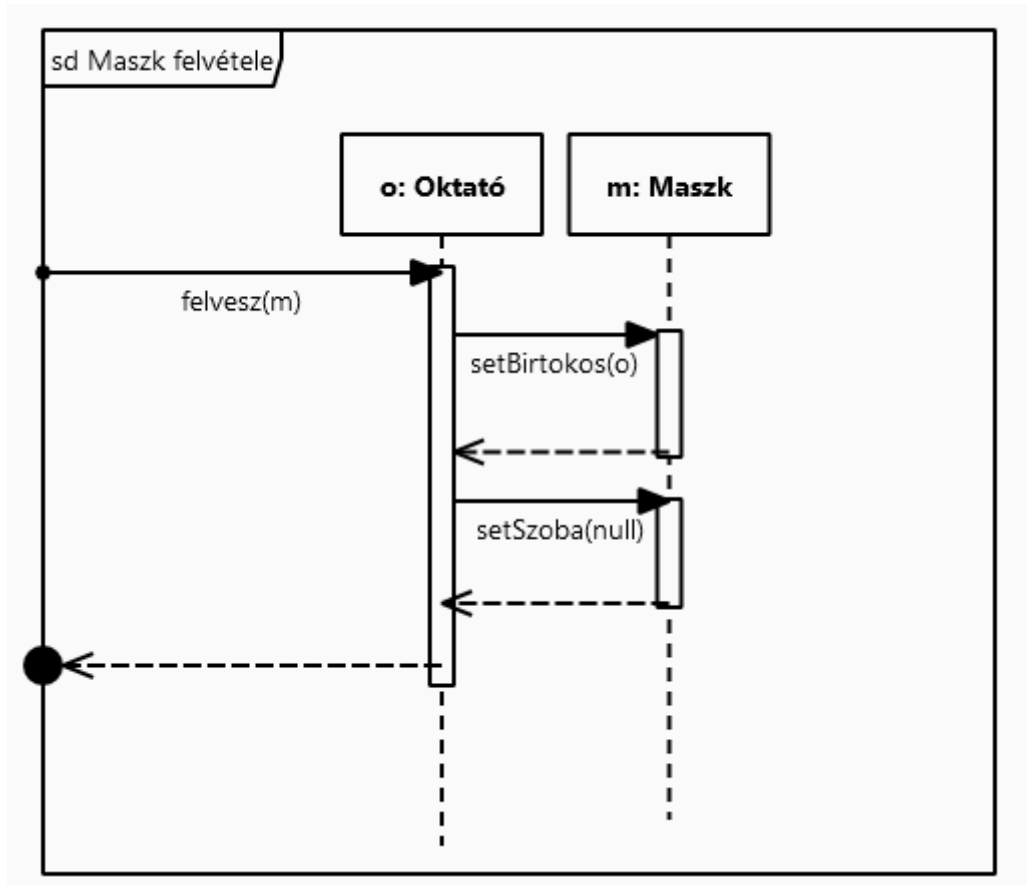 sd Maszk felvétele
o: Oktató
m: Maszk
felvesz(m)
setBirtokos(o)
setSzoba(null)